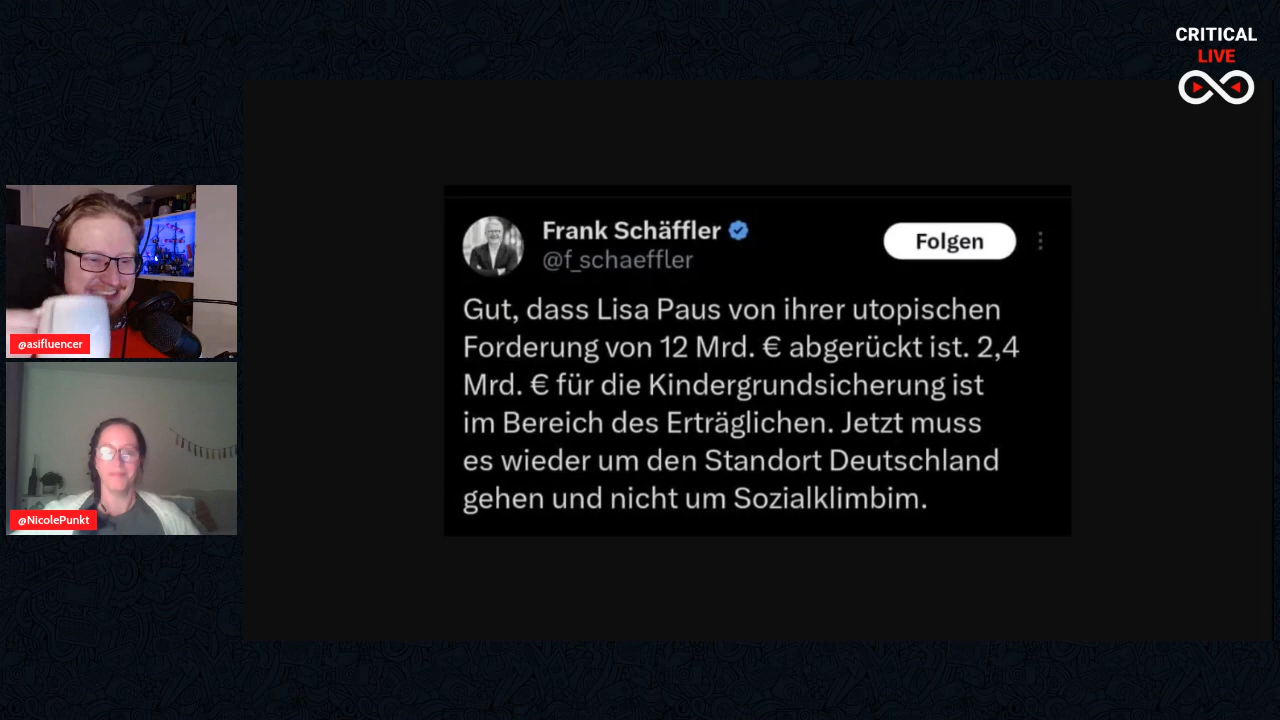 CRITICAL
LIVE
Frank Schäffler
@f_schaeffler
Folgen
Gut, dass Lisa Paus von ihrer utopischen
Forderung von 12 Mrd. € abgerückt ist. 2,4
Mrd. € für die Kindergrundsicherung ist
im Bereich des Erträglichen. Jetzt muss
es wieder um den Standort Deutschland
gehen und nicht um Sozialklimbim.
@asifluencer
@NicolePunkt